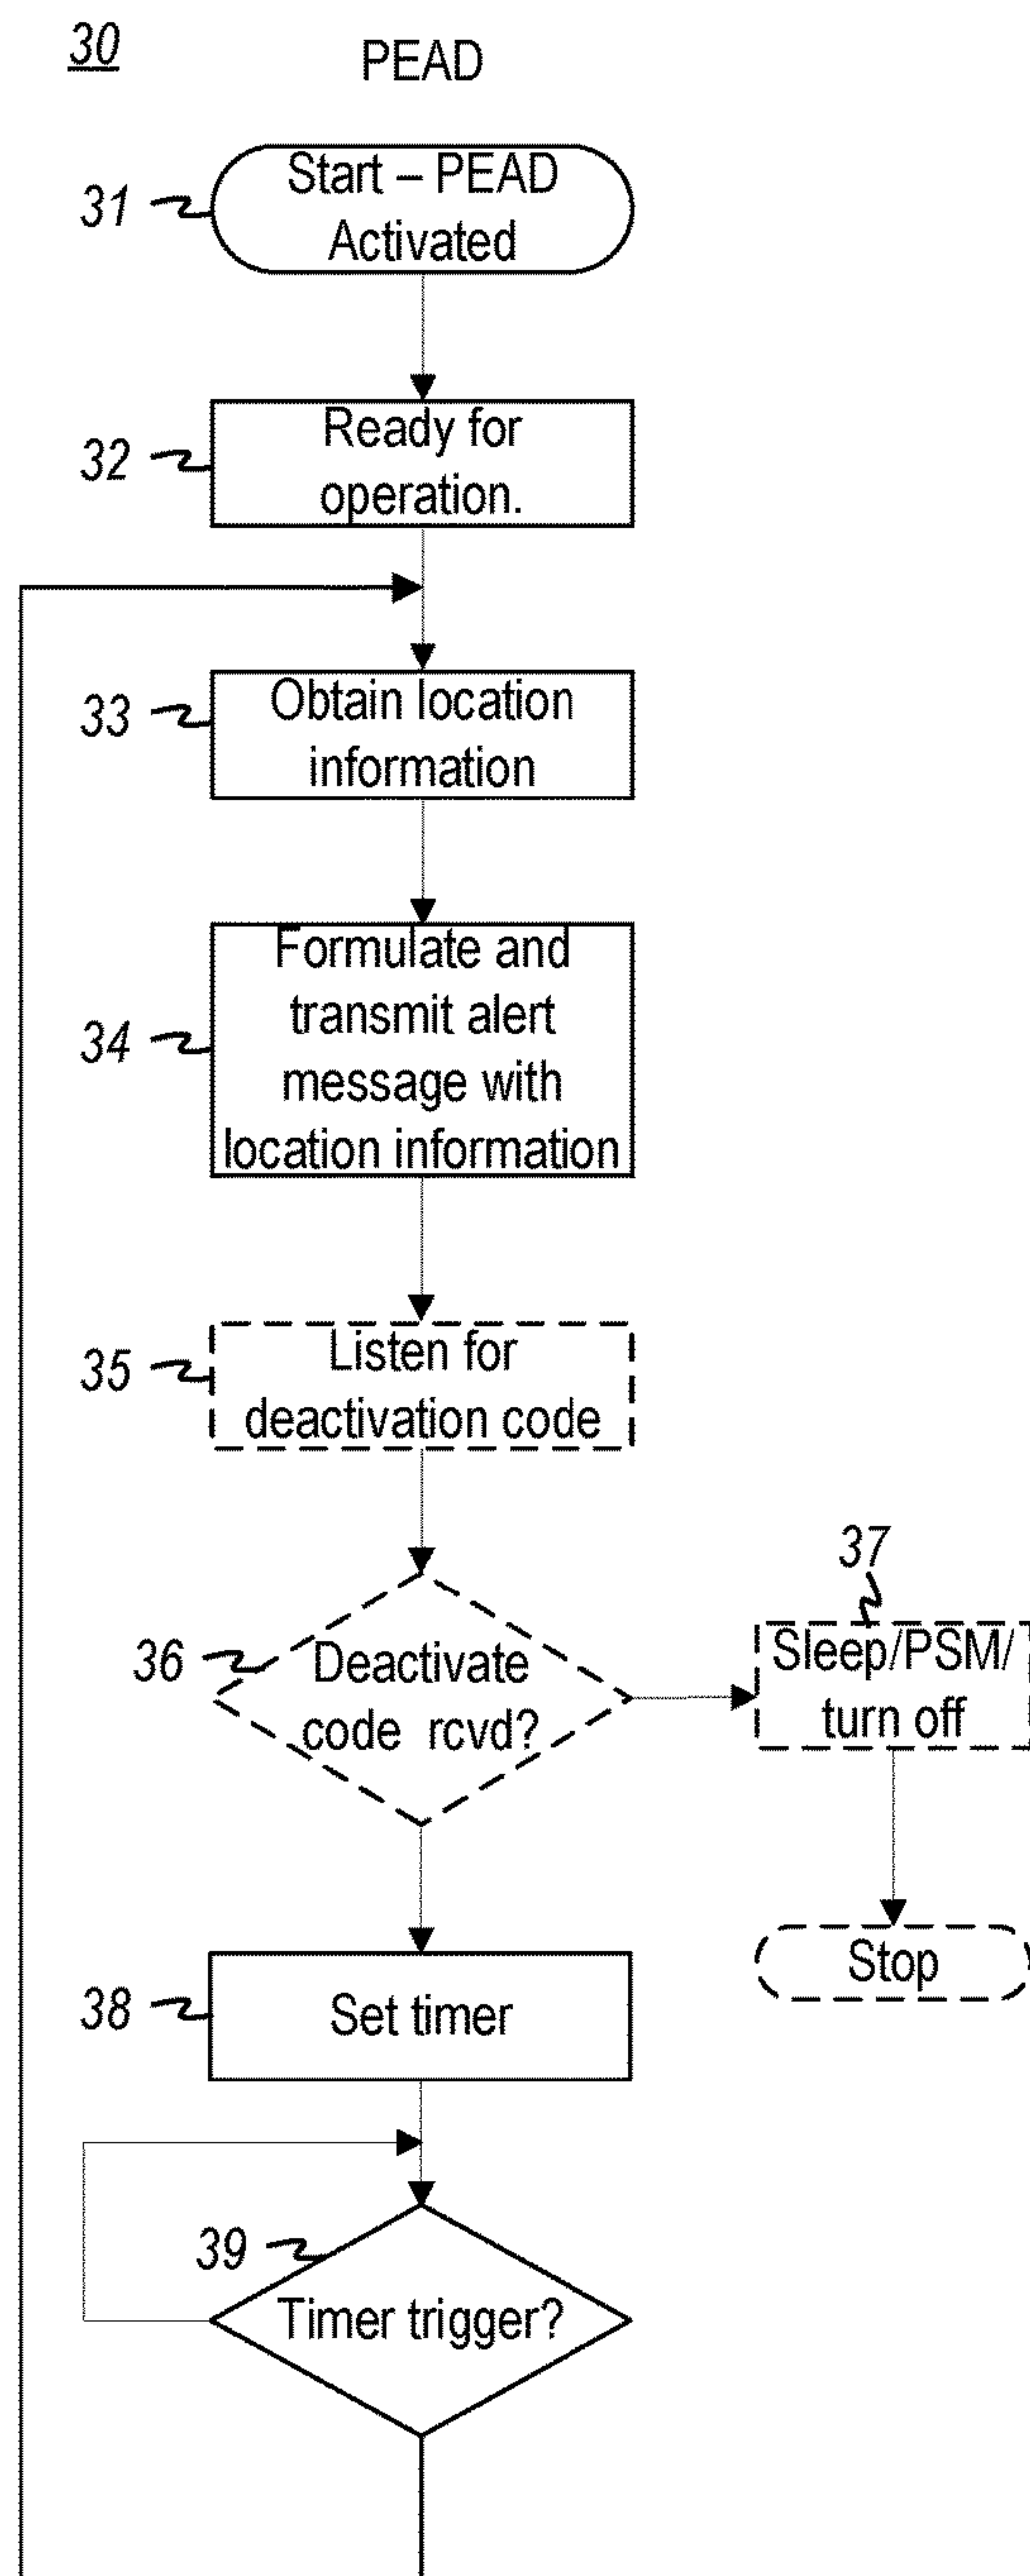 30
PEAD
31
Start – PEAD
Activated
32
Ready for
operation.
33
Obtain location
information
34
Formulate and
transmit alert
message with
location information
35
Listen for
deactivation code
36
Deactivate
code rcvd?
37
Sleep/PSM/
turn off
Stop
38
Set timer
39
Timer trigger?